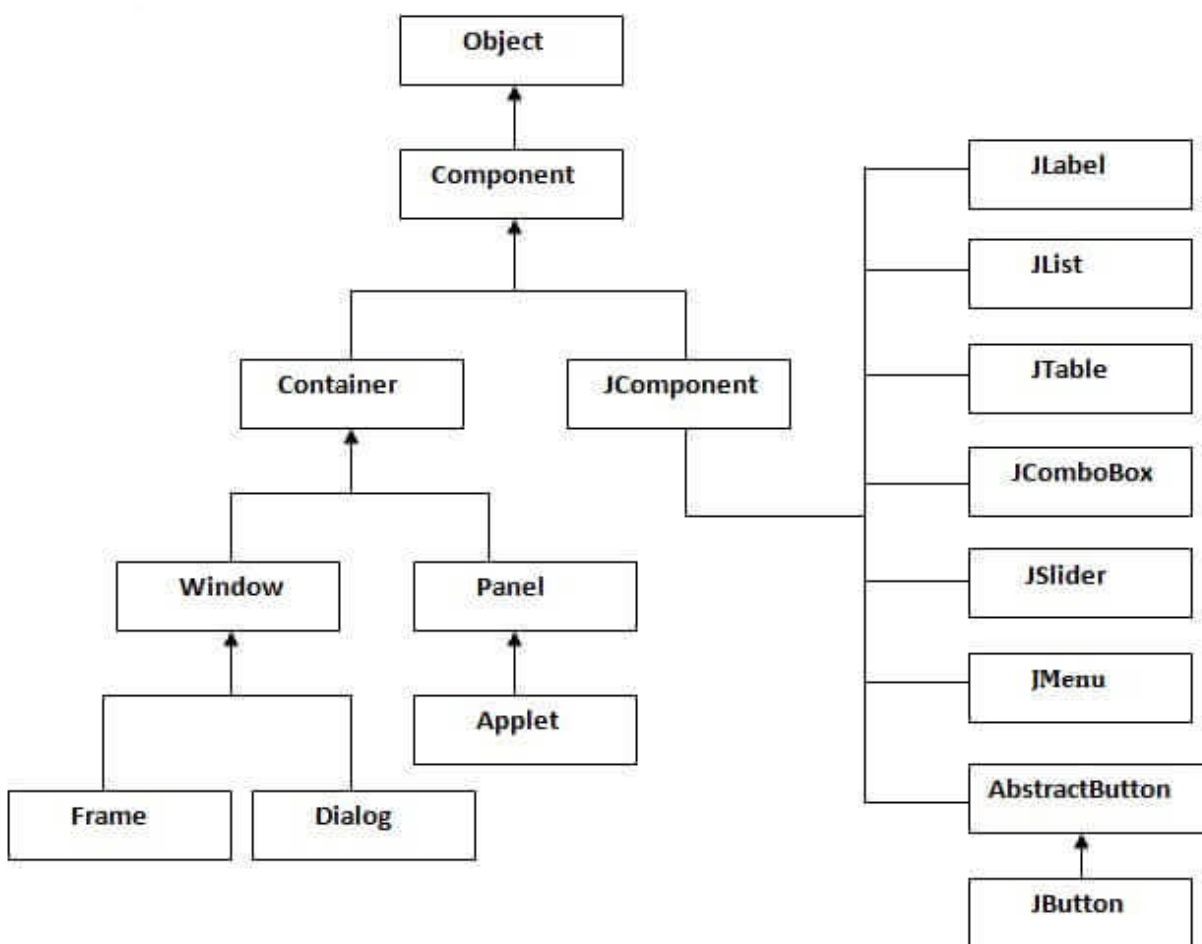 Object
Component
Container
JComponent
Window
Panel
Applet
Frame
Dialog
JLabel
JList
JTable
JComboBox
JSlider
JMenu
AbstractButton
JButton